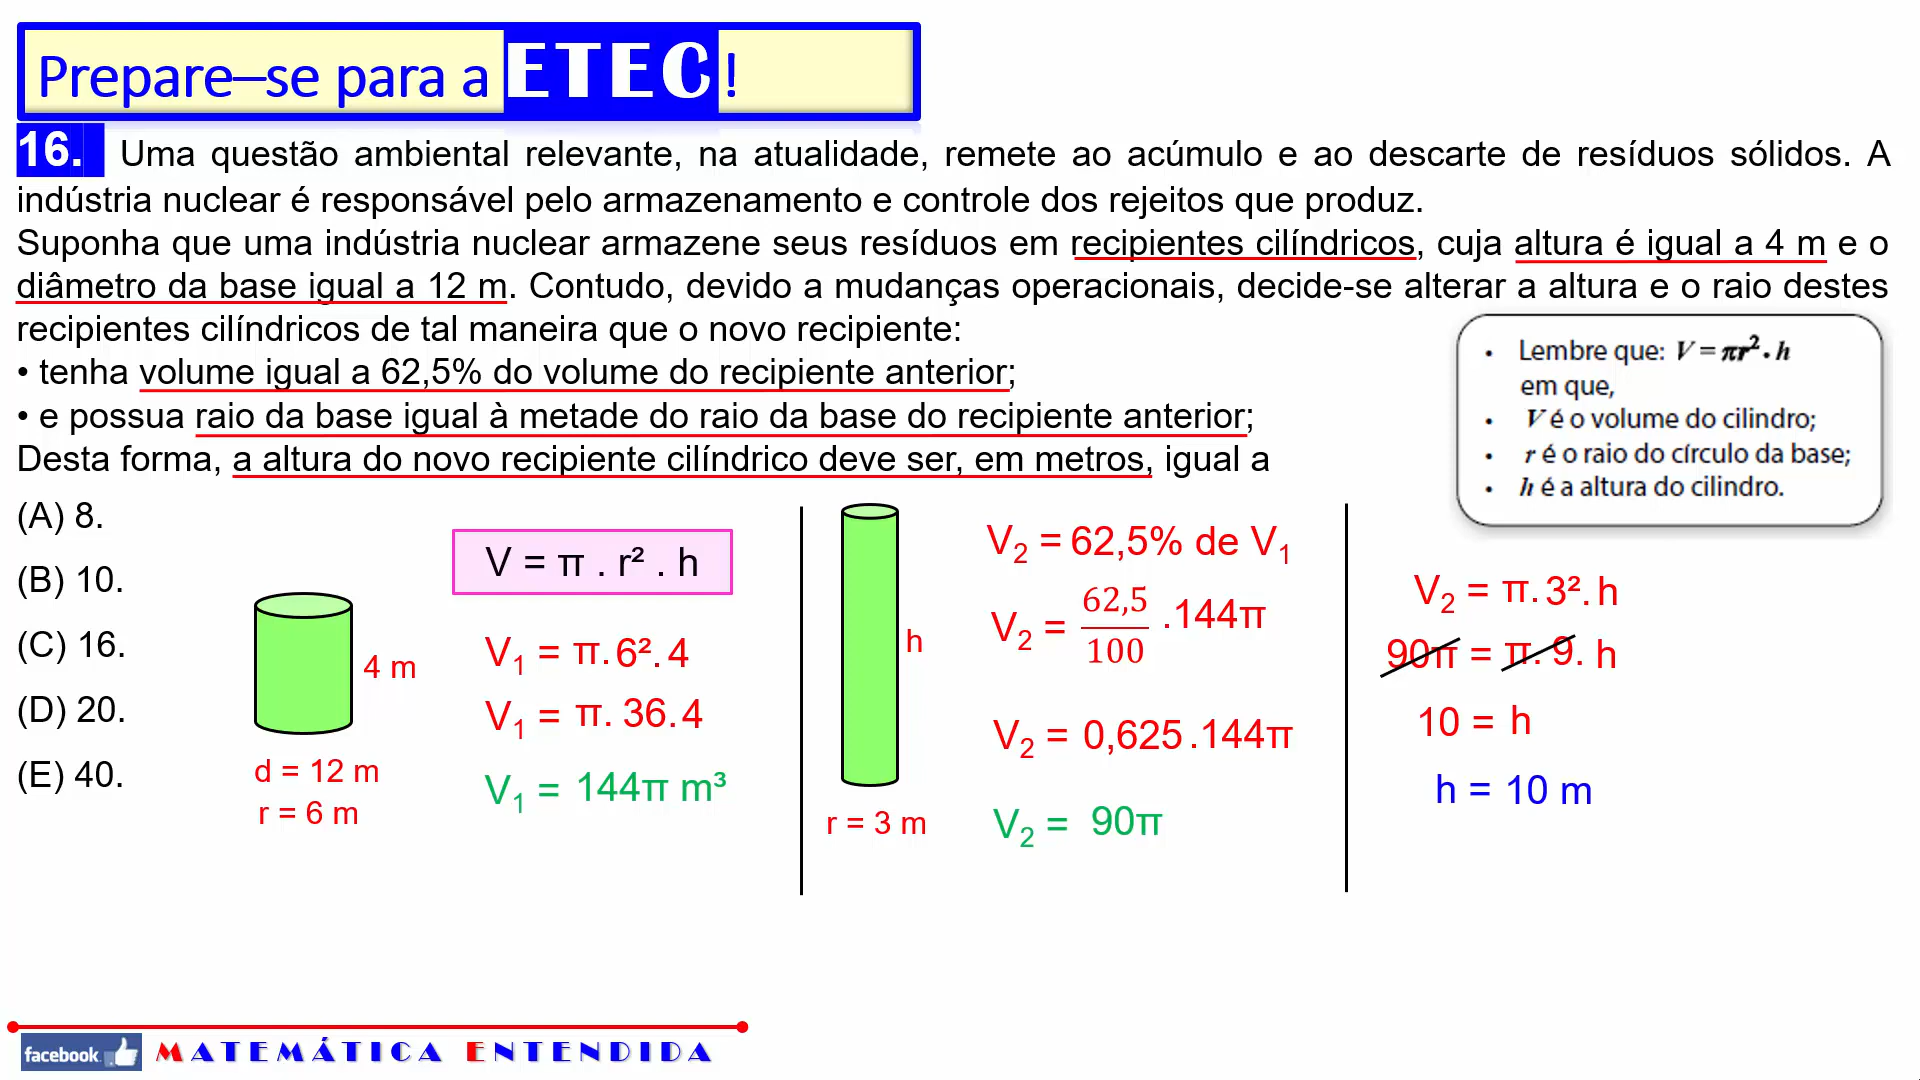 Prepare–se para a ETEC!
16. Uma questão ambiental relevante, na atualidade, remete ao acúmulo e ao descarte de resíduos sólidos. A
indústria nuclear é responsável pelo armazenamento e controle dos rejeitos que produz.
Suponha que uma indústria nuclear armazene seus resíduos em recipientes cilíndricos, cuja altura é igual a 4 m e o
diâmetro da base igual a 12 m. Contudo, devido a mudanças operacionais, decide-se alterar a altura e o raio destes
recipientes cilíndricos de tal maneira que o novo recipiente:
• tenha volume igual a 62,5% do volume do recipiente anterior;
• e possua raio da base igual à metade do raio da base do recipiente anterior;
Desta forma, a altura do novo recipiente cilíndrico deve ser, em metros, igual a
• Lembre que: V = πr² • h
em que,
• V é o volume do cilindro;
• r é o raio do círculo da base;
• h é a altura do cilindro.
(A) 8.
(B) 10.
(C) 16.
(D) 20.
(E) 40.
4 m
d = 12 m
r = 6 m
V = π . r² . h
V₁ = π. 6². 4
V₁ = π. 36.4
V₁ = 144π m³
h
r = 3 m
V₂ = 62,5% de V₁
V₂ = 62,5/100 .144π
V₂ = 0,625.144π
V₂ = 90π
V₂ = π. 3². h
90π = π. 9. h
10 = h
h = 10 m
facebook MATEMÁTICA ENTENDIDA